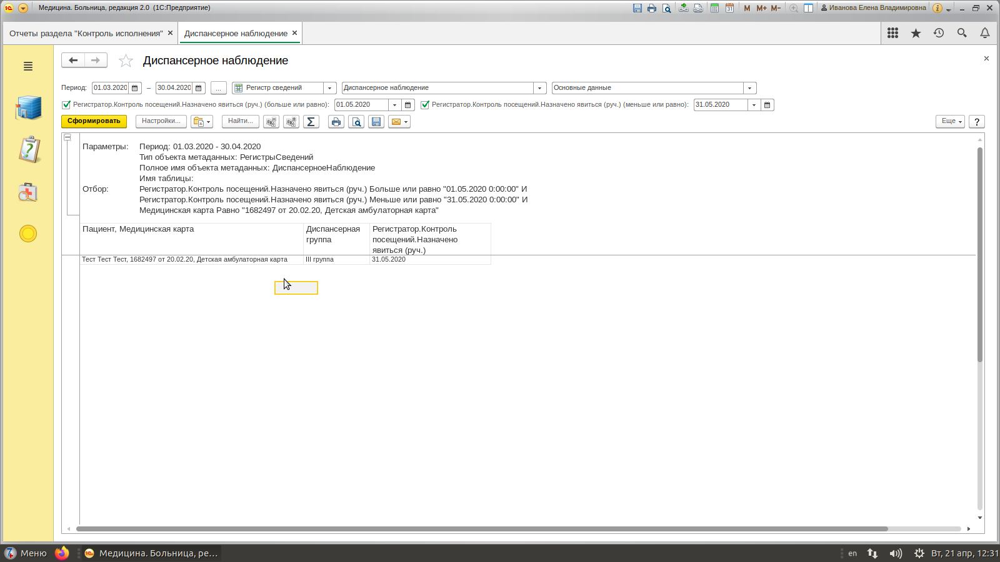 Медицина. Больница, редакция 2.0 (1С:Предприятие)
M M+ M- Иванова Елена Владимировна
Отчеты раздела "Контроль исполнения" Диспансерное наблюдение
Диспансерное наблюдение
Период: 01.03.2020 – 30.04.2020 ... Регистр сведений Диспансерное наблюдение Основные данные
Регистратор.Контроль посещений.Назначено явиться (руч.) (больше или равно): 01.05.2020 Регистратор.Контроль посещений.Назначено явиться (руч.) (меньше или равно): 31.05.2020
Сформировать Настройки... Найти... Σ Еще ?
Параметры: Период: 01.03.2020 - 30.04.2020
Тип объекта метаданных: РегистрыСведений
Полное имя объекта метаданных: ДиспансерноеНаблюдение
Имя таблицы:
Отбор: Регистратор.Контроль посещений.Назначено явиться (руч.) Больше или равно "01.05.2020 0:00:00" И
Регистратор.Контроль посещений.Назначено явиться (руч.) Меньше или равно "31.05.2020 0:00:00" И
Медицинская карта Равно "1682497 от 20.02.20, Детская амбулаторная карта"
Пациент, Медицинская карта Диспансерная группа Регистратор.Контроль посещений.Назначено явиться (руч.)
Тест Тест Тест, 1682497 от 20.02.20, Детская амбулаторная карта III группа 31.05.2020
Меню Медицина. Больница, ре... en Вт, 21 апр, 12:31